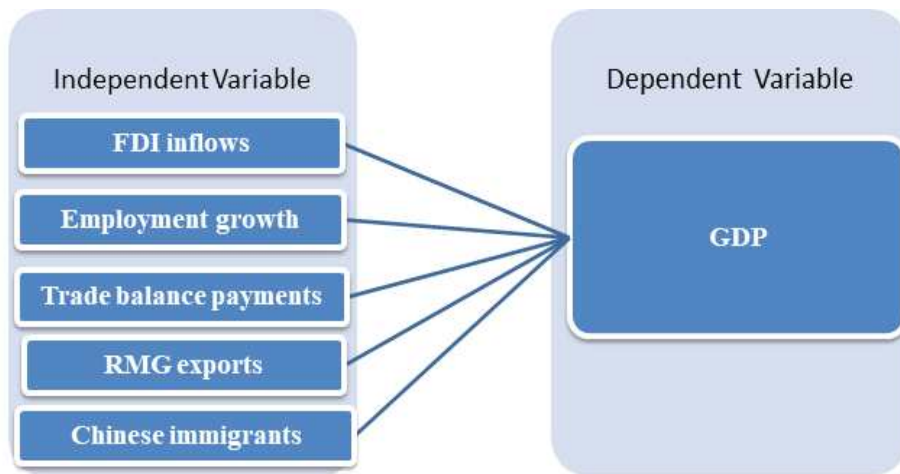 Independent Variable
FDI inflows
Employment growth
Trade balance payments
RMG exports
Chinese immigrants
Dependent Variable
GDP